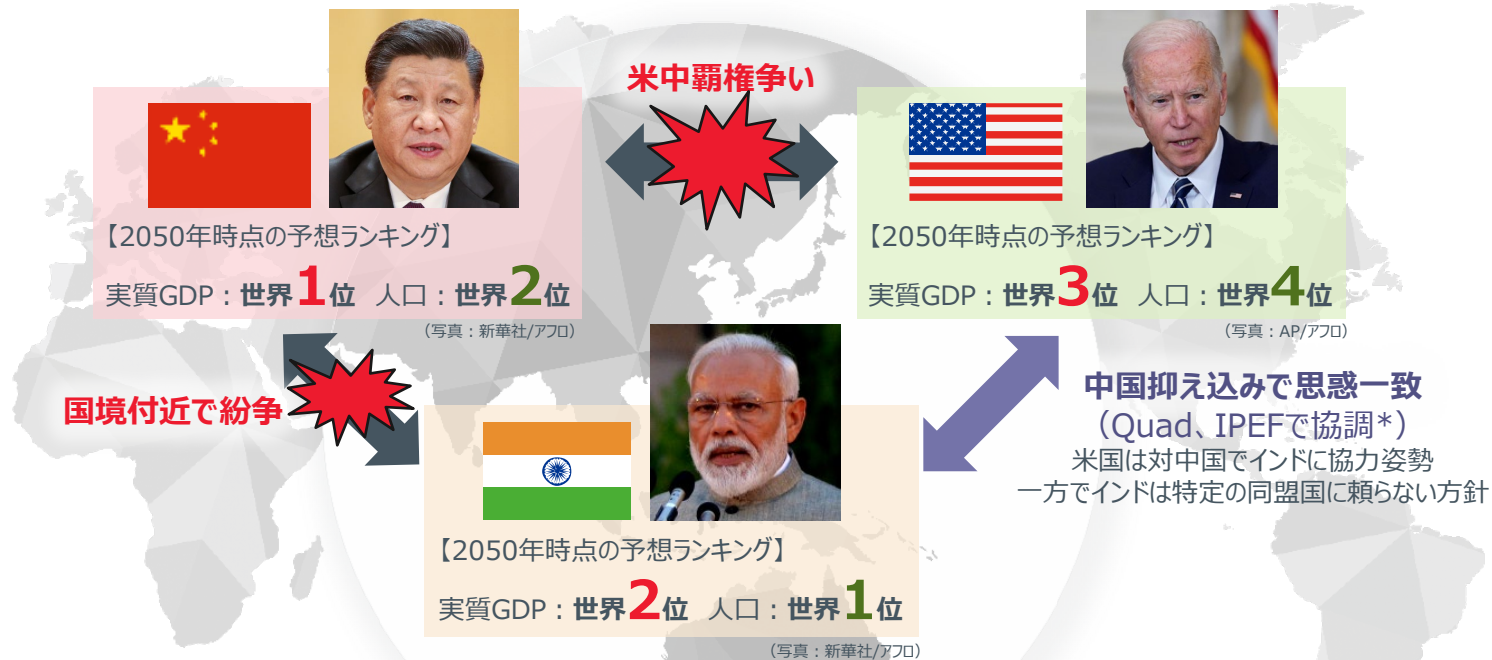 米中覇権争い
【2050年時点の予想ランキング】
実質GDP：世界1位 人口：世界2位
（写真：新華社/アフロ）
【2050年時点の予想ランキング】
実質GDP：世界3位 人口：世界4位
（写真：AP/アフロ）
国境付近で紛争
中国抑え込みで思惑一致
（Quad、IPEFで協調*）
米国は対中国でインドに協力姿勢
一方でインドは特定の同盟国に頼らない方針
【2050年時点の予想ランキング】
実質GDP：世界2位 人口：世界1位
（写真：新華社/アフロ）